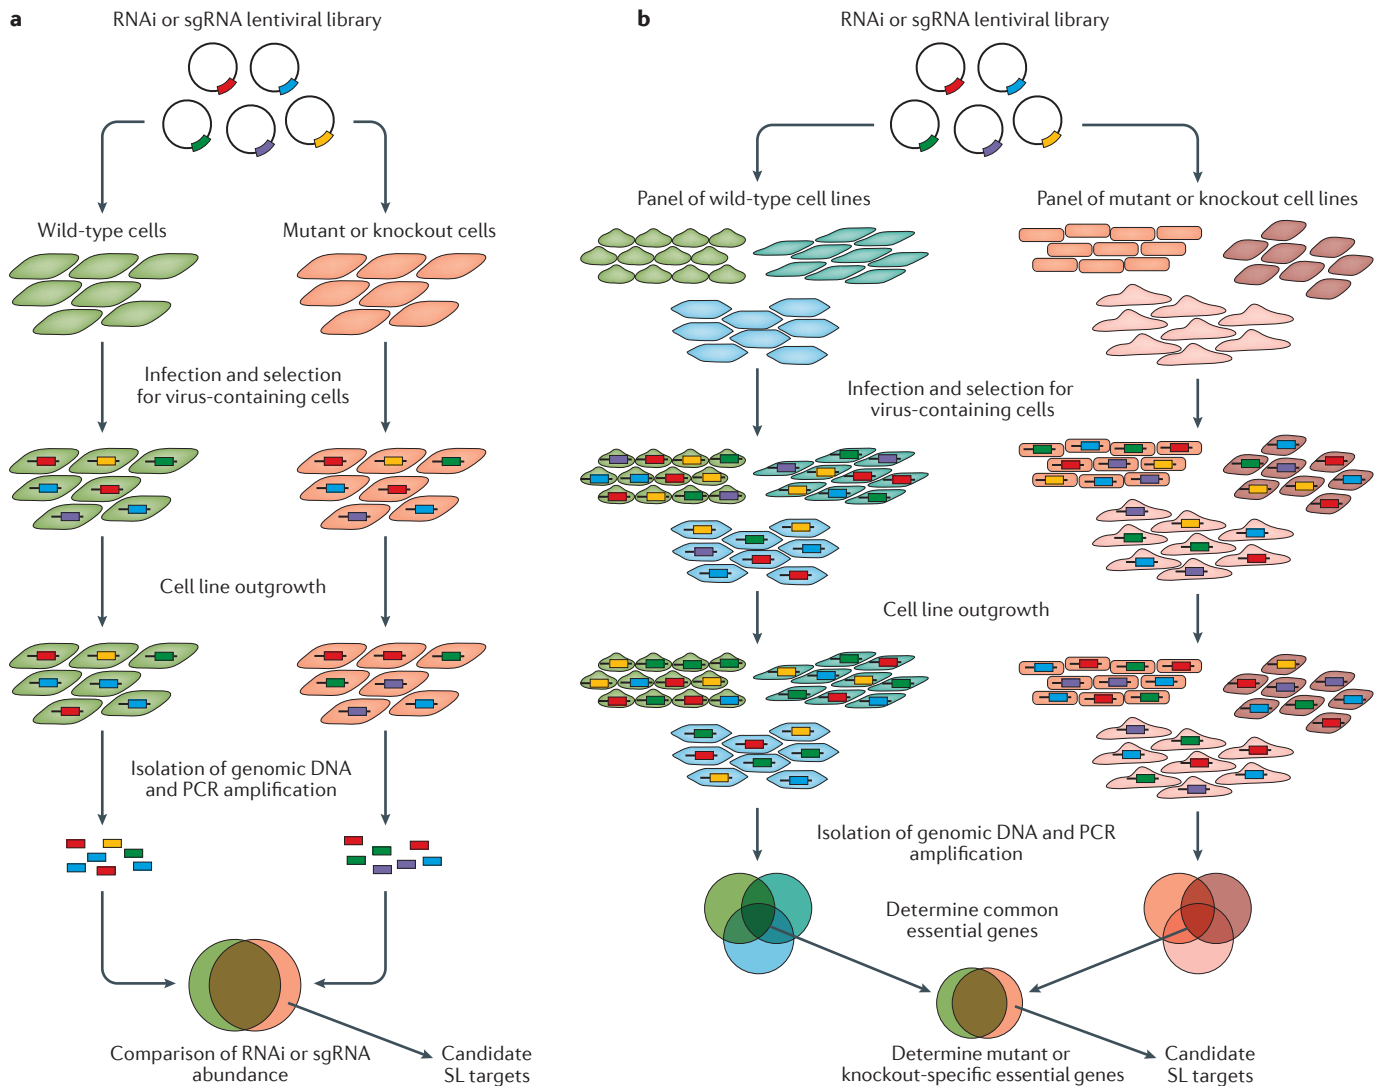 a
RNAi or sgRNA lentiviral library
Wild-type cells
Mutant or knockout cells
Infection and selection
for virus-containing cells
Cell line outgrowth
Isolation of genomic DNA
and PCR amplification
Comparison of RNAi or sgRNA
abundance
Candidate
SL targets
b
RNAi or sgRNA lentiviral library
Panel of wild-type cell lines
Panel of mutant or knockout cell lines
Infection and selection for
virus-containing cells
Cell line outgrowth
Isolation of genomic DNA and PCR
amplification
Determine common
essential genes
Determine mutant or
knockout-specific essential genes
Candidate
SL targets